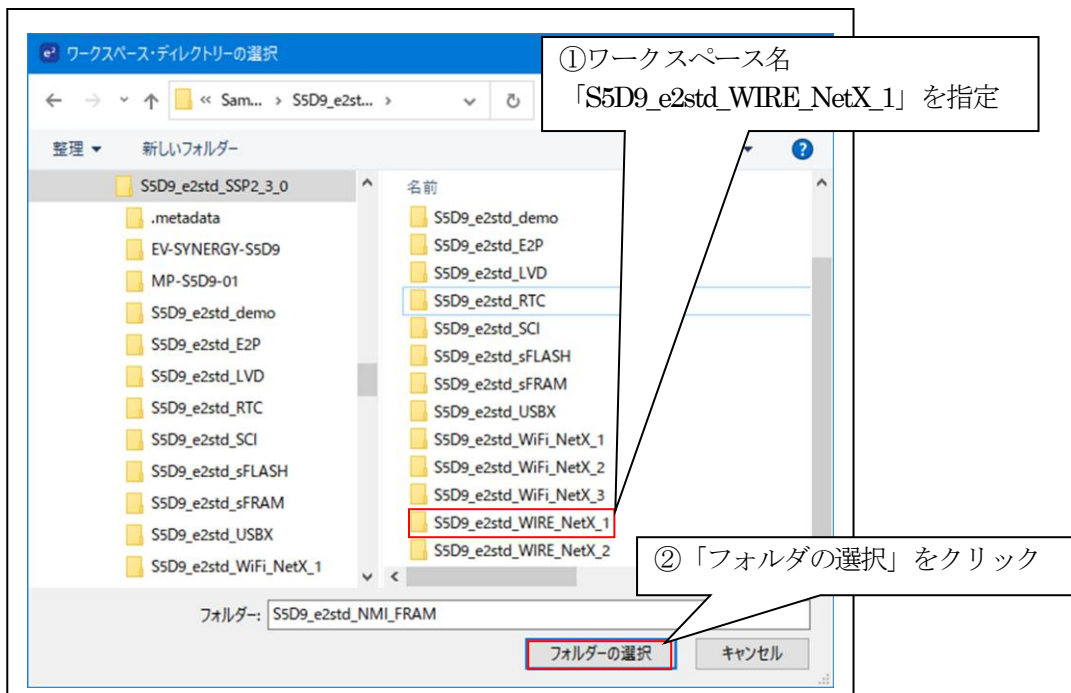 ワークスペース・ディレクトリーの選択
①ワークスペース名
「S5D9_e2std_WIRE_NetX_1」を指定
« Sam... › S5D9_e2st... ›
整理 新しいフォルダー
S5D9_e2std_SSP2_3_0
.metadata
EV-SYNERGY-S5D9
MP-S5D9-01
S5D9_e2std_demo
S5D9_e2std_E2P
S5D9_e2std_LVD
S5D9_e2std_RTC
S5D9_e2std_SCI
S5D9_e2std_sFLASH
S5D9_e2std_sFRAM
S5D9_e2std_USBX
S5D9_e2std_WiFi_NetX_1
名前
S5D9_e2std_demo
S5D9_e2std_E2P
S5D9_e2std_LVD
S5D9_e2std_RTC
S5D9_e2std_SCI
S5D9_e2std_sFLASH
S5D9_e2std_sFRAM
S5D9_e2std_USBX
S5D9_e2std_WiFi_NetX_1
S5D9_e2std_WiFi_NetX_2
S5D9_e2std_WiFi_NetX_3
S5D9_e2std_WIRE_NetX_1
S5D9_e2std_WIRE_NetX_2
②「フォルダの選択」をクリック
フォルダー: S5D9_e2std_NMI_FRAM
フォルダーの選択 キャンセル